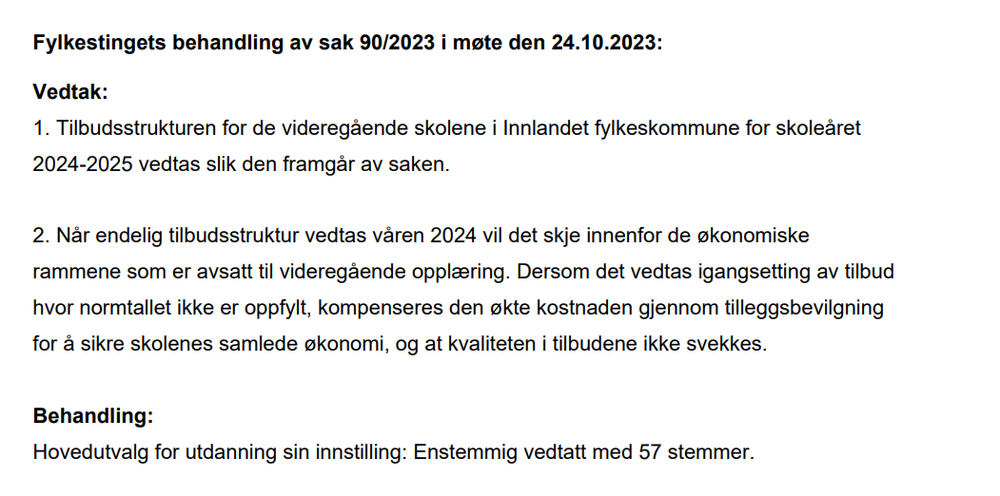 Fylkestingets behandling av sak 90/2023 i møte den 24.10.2023:
Vedtak:
1. Tilbudsstrukturen for de videregående skolene i Innlandet fylkeskommune for skoleåret
2024-2025 vedtas slik den framgår av saken.
2. Når endelig tilbudsstruktur vedtas våren 2024 vil det skje innenfor de økonomiske
rammene som er avsatt til videregående opplæring. Dersom det vedtas igangsetting av tilbud
hvor normtallet ikke er oppfylt, kompenseres den økte kostnaden gjennom tilleggsbevilgning
for å sikre skolenes samlede økonomi, og at kvaliteten i tilbudene ikke svekkes.
Behandling:
Hovedutvalg for utdanning sin innstilling: Enstemmig vedtatt med 57 stemmer.